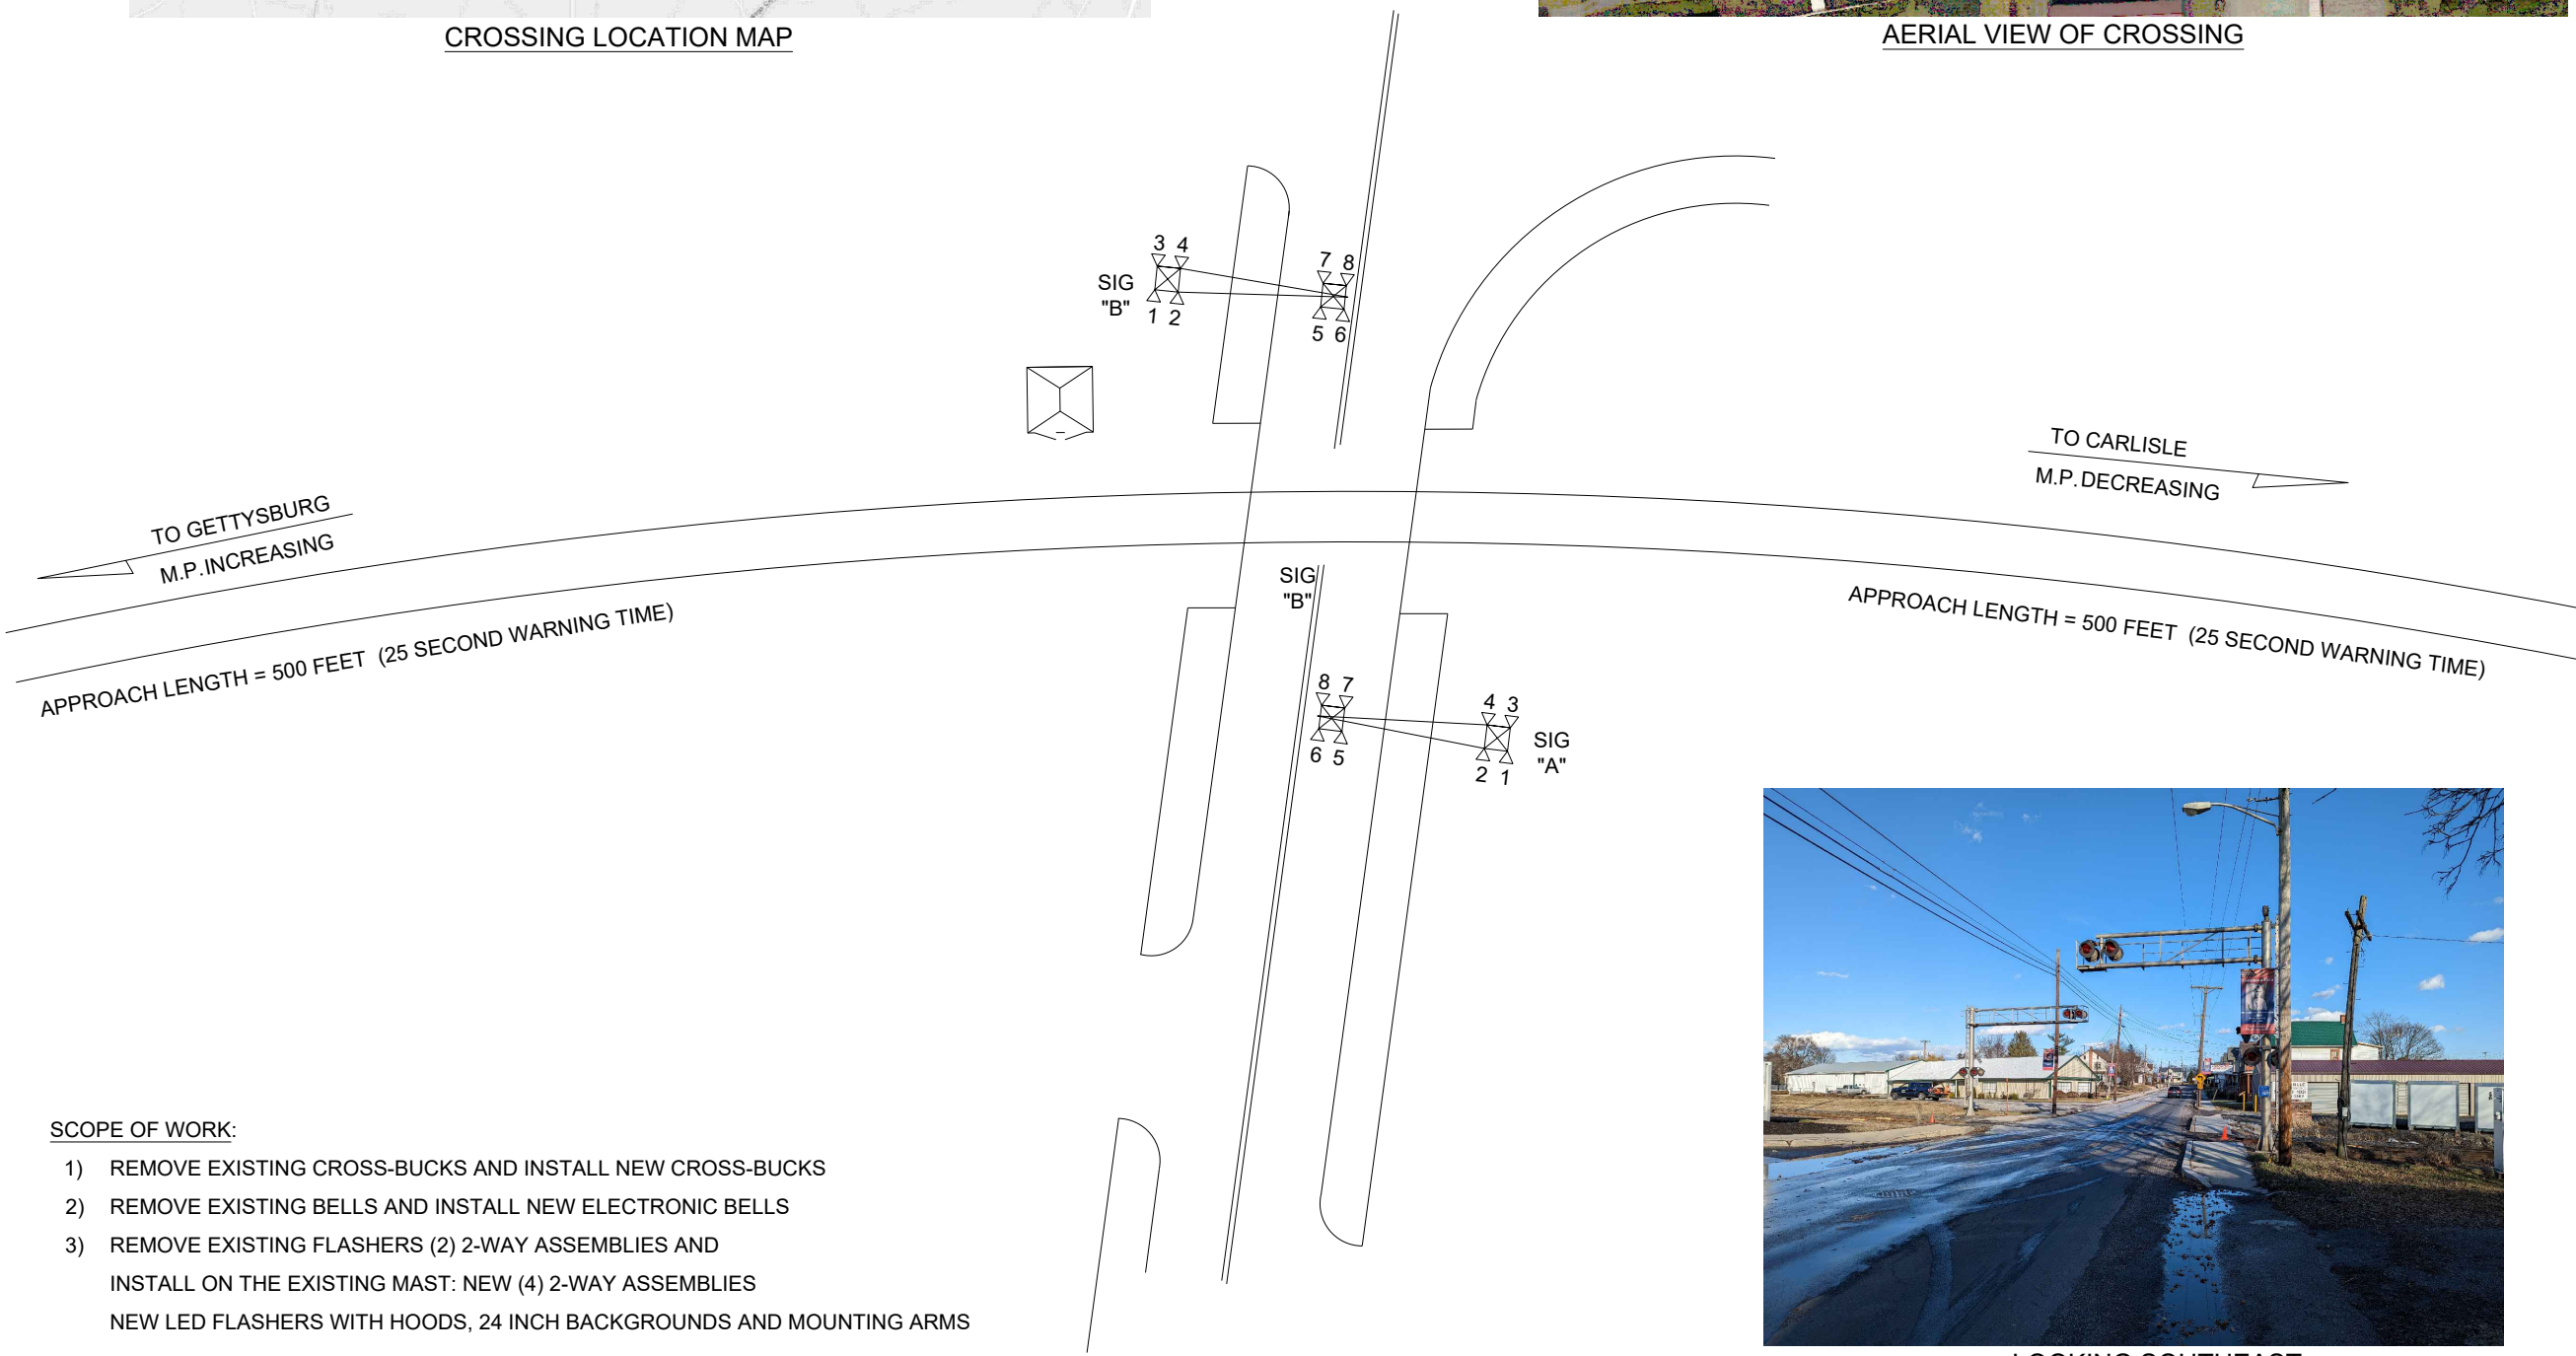 CROSSING LOCATION MAP
AERIAL VIEW OF CROSSING
3 4
7 8
SIG
"B"
1 2
5 6
TO CARLISLE
M.P. DECREASING
TO GETTYSBURG
M.P. INCREASING
SIG
"B"
APPROACH LENGTH = 500 FEET (25 SECOND WARNING TIME)
APPROACH LENGTH = 500 FEET (25 SECOND WARNING TIME)
8 7
4 3
6 5
SIG
"A"
2 1
SCOPE OF WORK:
1) REMOVE EXISTING CROSS-BUCKS AND INSTALL NEW CROSS-BUCKS
2) REMOVE EXISTING BELLS AND INSTALL NEW ELECTRONIC BELLS
3) REMOVE EXISTING FLASHERS (2) 2-WAY ASSEMBLIES AND
INSTALL ON THE EXISTING MAST: NEW (4) 2-WAY ASSEMBLIES
NEW LED FLASHERS WITH HOODS, 24 INCH BACKGROUNDS AND MOUNTING ARMS
LOOKING SOUTHEAST